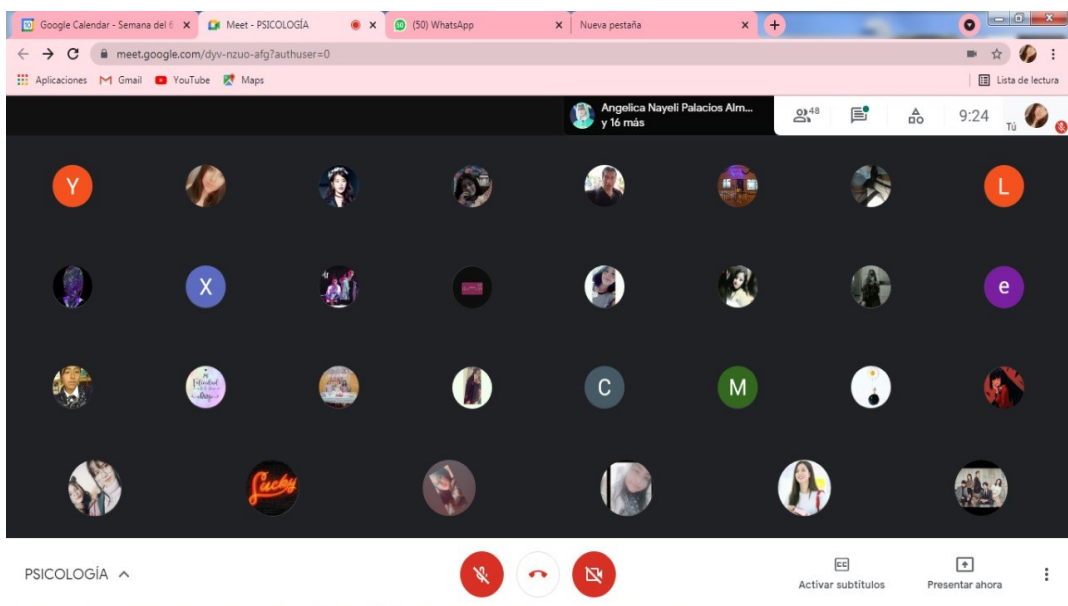 Google Calendar - Semana del 6
Meet - PSICOLOGÍA
(50) WhatsApp
Nueva pestaña
meet.google.com/dyv-nzuo-afg?authuser=0
Aplicaciones
Gmail
YouTube
Maps
Lista de lectura
Angelica Nayeli Palacios Alm...
y 16 más
48
9:24
Tú
Y
L
X
e
Felicidad
C
M
Lucky
PSICOLOGÍA
CC
Activar subtítulos
Presentar ahora